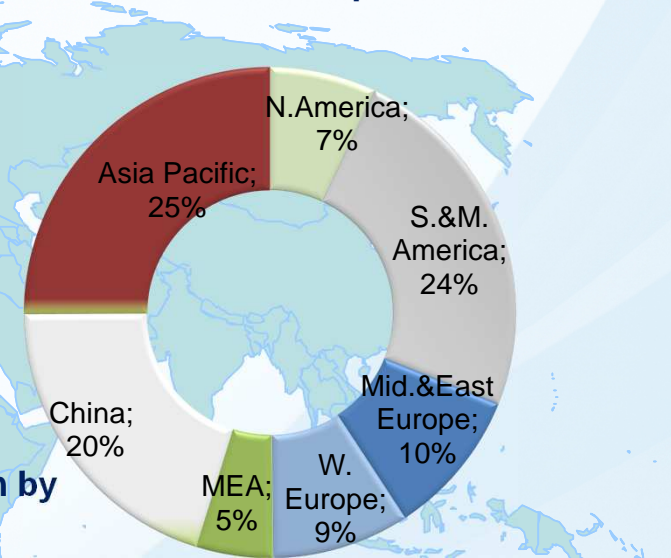 N.America;
7%
Asia Pacific;
25%
S.&M.
America;
24%
Mid.&East
Europe;
10%
China;
20%
W.
Europe;
9%
MEA;
5%
by